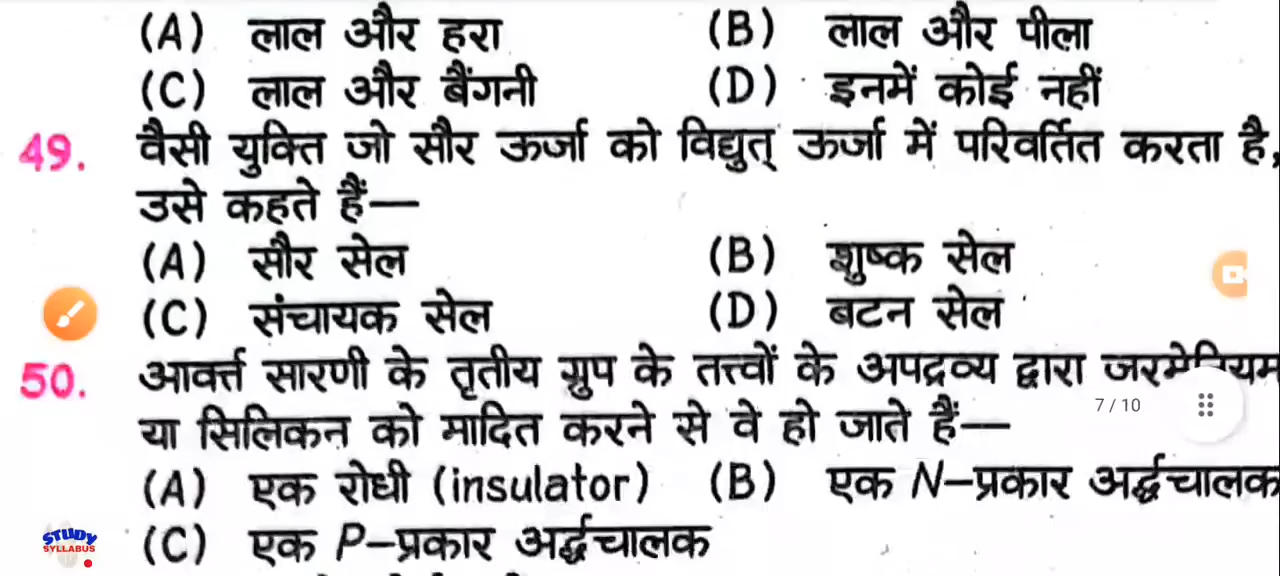 (A) लाल और हरा (B) लाल और पीला
(C) लाल और बैंगनी (D) इनमें कोई नहीं
49. वैसी युक्ति जो सौर ऊर्जा को विद्युत् ऊर्जा में परिवर्तित करता है,
उसे कहते हैं—
(A) सौर सेल (B) शुष्क सेल
(C) संचायक सेल (D) बटन सेल
50. आवर्त्त सारणी के तृतीय ग्रुप के तत्त्वों के अपद्रव्य द्वारा
7 / 10
या सिलिकन को मादित करने से वे हो जाते हैं—
(A) एक रोधी (insulator) (B) एक N-प्रकार अर्द्धचालक
(C) एक P-प्रकार अर्द्धचालक
STUDY
SYLLABUS